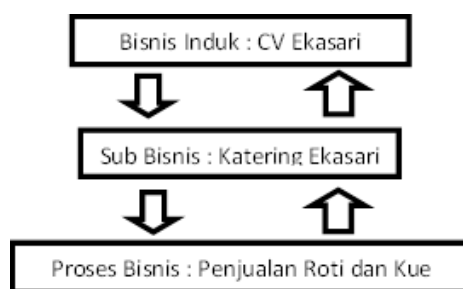 Bisnis Induk : CV Ekasari
Sub Bisnis : Katering Ekasari
Proses Bisnis : Penjualan Roti dan Kue